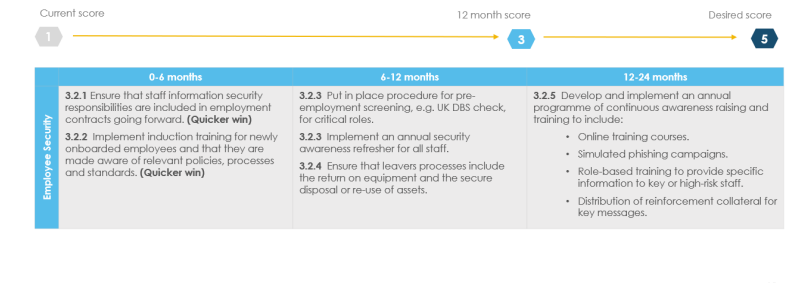 Current score
12 month score
Desired score
1
3
5
0-6 months
6-12 months
12-24 months
Employee Security
3.2.1 Ensure that staff information security
responsibilities are included in employment
contracts going forward. (Quicker win)
3.2.2 Implement induction training for newly
onboarded employees and that they are
made aware of relevant policies, processes
and standards. (Quicker win)
3.2.3 Put in place procedure for pre-
employment screening, e.g. UK DBS check,
for critical roles.
3.2.3 Implement an annual security
awareness refresher for all staff.
3.2.4 Ensure that leavers processes include
the return on equipment and the secure
disposal or re-use of assets.
3.2.5 Develop and implement an annual
programme of continuous awareness raising and
training to include:
• Online training courses.
• Simulated phishing campaigns.
• Role-based training to provide specific
information to key or high-risk staff.
• Distribution of reinforcement collateral for
key messages.